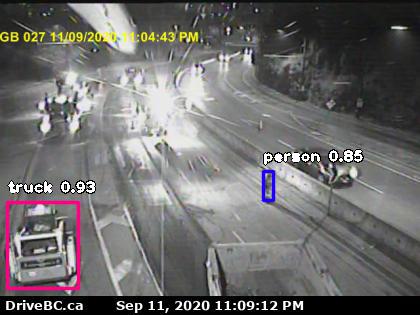 GB 027 11/09/2020 11:04:43 PM
person 0.85
truck 0.93
DriveBC.ca Sep 11, 2020 11:09:12 PM